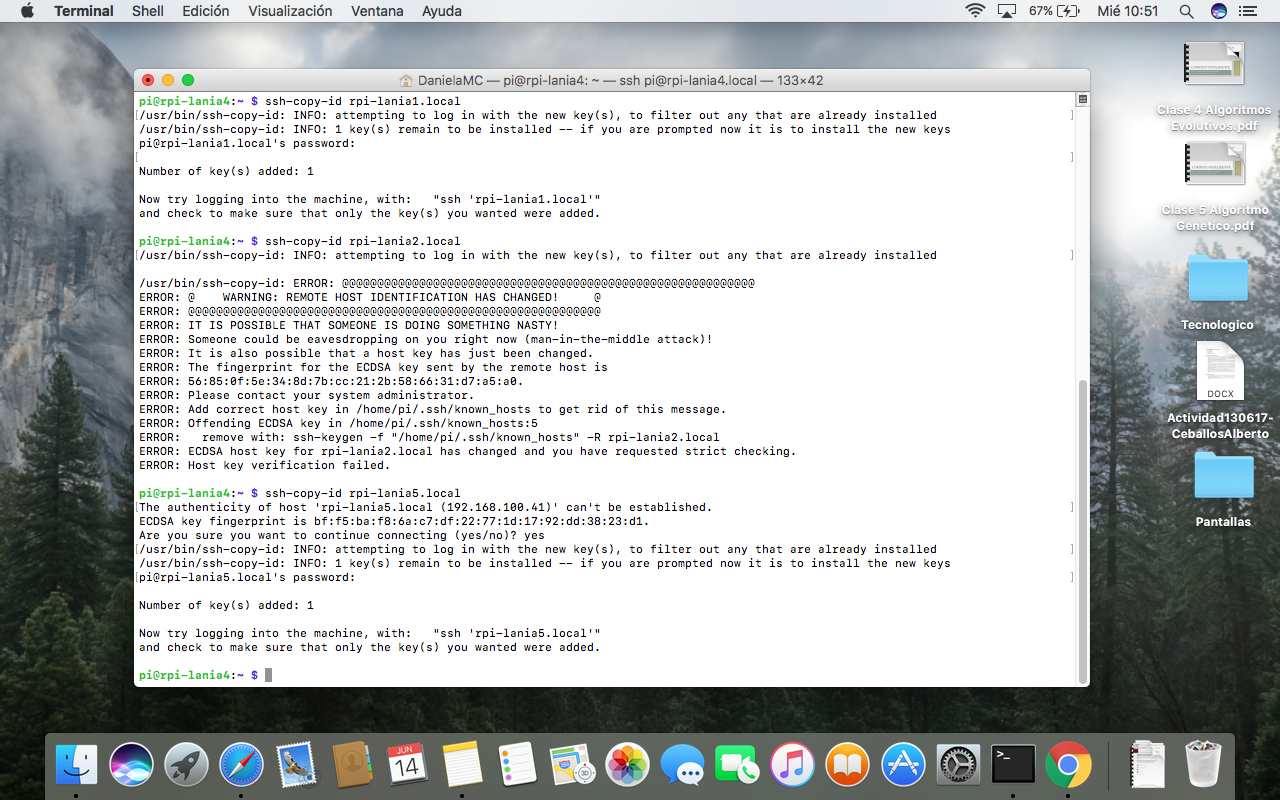 Terminal Shell Edición Visualización Ventana Ayuda 67% Mié 10:51
DanielaMC — pi@rpi-lania4: ~ — ssh pi@rpi-lania4.local — 133×42
pi@rpi-lania4:~ $ ssh-copy-id rpi-lania1.local
/usr/bin/ssh-copy-id: INFO: attempting to log in with the new key(s), to filter out any that are already installed
/usr/bin/ssh-copy-id: INFO: 1 key(s) remain to be installed -- if you are prompted now it is to install the new keys
pi@rpi-lania1.local's password:
Number of key(s) added: 1
Now try logging into the machine, with:   "ssh 'rpi-lania1.local'"
and check to make sure that only the key(s) you wanted were added.
pi@rpi-lania4:~ $ ssh-copy-id rpi-lania2.local
/usr/bin/ssh-copy-id: INFO: attempting to log in with the new key(s), to filter out any that are already installed
/usr/bin/ssh-copy-id: ERROR: @@@@@@@@@@@@@@@@@@@@@@@@@@@@@@@@@@@@@@@@@@@@@@@@@@@@@@@@@@@
ERROR: @    WARNING: REMOTE HOST IDENTIFICATION HAS CHANGED!     @
ERROR: @@@@@@@@@@@@@@@@@@@@@@@@@@@@@@@@@@@@@@@@@@@@@@@@@@@@@@@@@@@
ERROR: IT IS POSSIBLE THAT SOMEONE IS DOING SOMETHING NASTY!
ERROR: Someone could be eavesdropping on you right now (man-in-the-middle attack)!
ERROR: It is also possible that a host key has just been changed.
ERROR: The fingerprint for the ECDSA key sent by the remote host is
ERROR: 56:85:0f:5e:34:8d:7b:cc:21:2b:58:66:31:d7:a5:a0.
ERROR: Please contact your system administrator.
ERROR: Add correct host key in /home/pi/.ssh/known_hosts to get rid of this message.
ERROR: Offending ECDSA key in /home/pi/.ssh/known_hosts:5
ERROR:   remove with: ssh-keygen -f "/home/pi/.ssh/known_hosts" -R rpi-lania2.local
ERROR: ECDSA host key for rpi-lania2.local has changed and you have requested strict checking.
ERROR: Host key verification failed.
pi@rpi-lania4:~ $ ssh-copy-id rpi-lania5.local
The authenticity of host 'rpi-lania5.local (192.168.100.41)' can't be established.
ECDSA key fingerprint is bf:f5:ba:f8:6a:c7:df:22:77:1d:17:92:dd:38:23:d1.
Are you sure you want to continue connecting (yes/no)? yes
/usr/bin/ssh-copy-id: INFO: attempting to log in with the new key(s), to filter out any that are already installed
/usr/bin/ssh-copy-id: INFO: 1 key(s) remain to be installed -- if you are prompted now it is to install the new keys
pi@rpi-lania5.local's password:
Number of key(s) added: 1
Now try logging into the machine, with:   "ssh 'rpi-lania5.local'"
and check to make sure that only the key(s) you wanted were added.
pi@rpi-lania4:~ $
Clase 4 Algoritmos
Evolutivos.pdf
Clase 5 Algoritmo
Genetico.pdf
Tecnologico
DOCX
Actividad130617-
CeballosAlberto
Pantallas
JUN
14
3D
>_